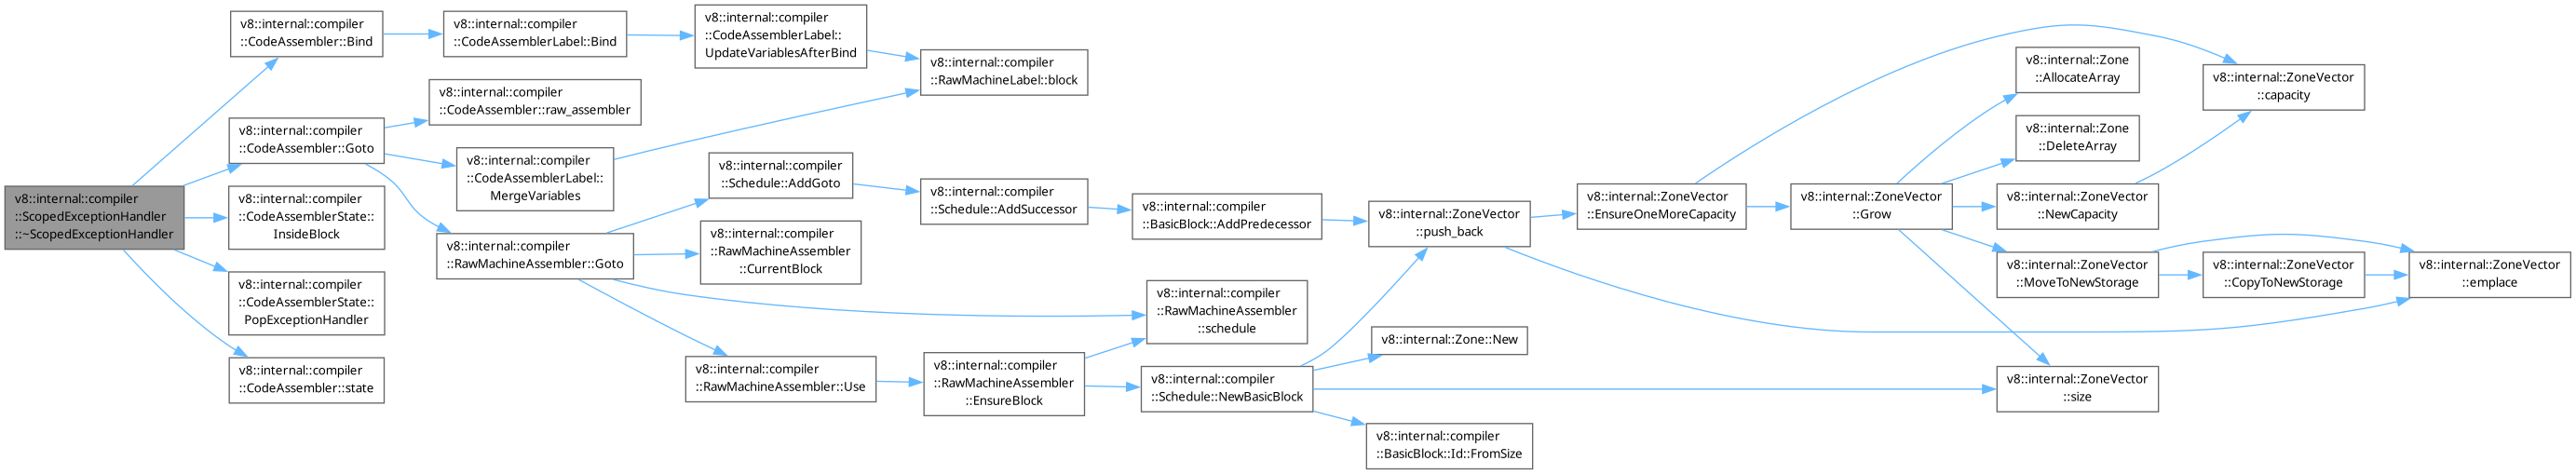 v8::internal::compiler
::ScopedExceptionHandler
::~ScopedExceptionHandler
v8::internal::compiler
::CodeAssembler::Bind
v8::internal::compiler
::CodeAssemblerLabel::Bind
v8::internal::compiler
::CodeAssemblerLabel::
UpdateVariablesAfterBind
v8::internal::compiler
::RawMachineLabel::block
v8::internal::compiler
::CodeAssembler::Goto
v8::internal::compiler
::CodeAssembler::raw_assembler
v8::internal::compiler
::CodeAssemblerLabel::
MergeVariables
v8::internal::compiler
::RawMachineAssembler::Goto
v8::internal::compiler
::Schedule::AddGoto
v8::internal::compiler
::Schedule::AddSuccessor
v8::internal::compiler
::BasicBlock::AddPredecessor
v8::internal::ZoneVector
::push_back
v8::internal::ZoneVector
::EnsureOneMoreCapacity
v8::internal::ZoneVector
::capacity
v8::internal::ZoneVector
::Grow
v8::internal::Zone
::AllocateArray
v8::internal::Zone
::DeleteArray
v8::internal::ZoneVector
::NewCapacity
v8::internal::ZoneVector
::MoveToNewStorage
v8::internal::ZoneVector
::CopyToNewStorage
v8::internal::ZoneVector
::emplace
v8::internal::ZoneVector
::size
v8::internal::compiler
::RawMachineAssembler
::CurrentBlock
v8::internal::compiler
::RawMachineAssembler
::schedule
v8::internal::compiler
::RawMachineAssembler::Use
v8::internal::compiler
::RawMachineAssembler
::EnsureBlock
v8::internal::compiler
::Schedule::NewBasicBlock
v8::internal::Zone::New
v8::internal::compiler
::BasicBlock::Id::FromSize
v8::internal::compiler
::CodeAssemblerState::
InsideBlock
v8::internal::compiler
::CodeAssemblerState::
PopExceptionHandler
v8::internal::compiler
::CodeAssembler::state